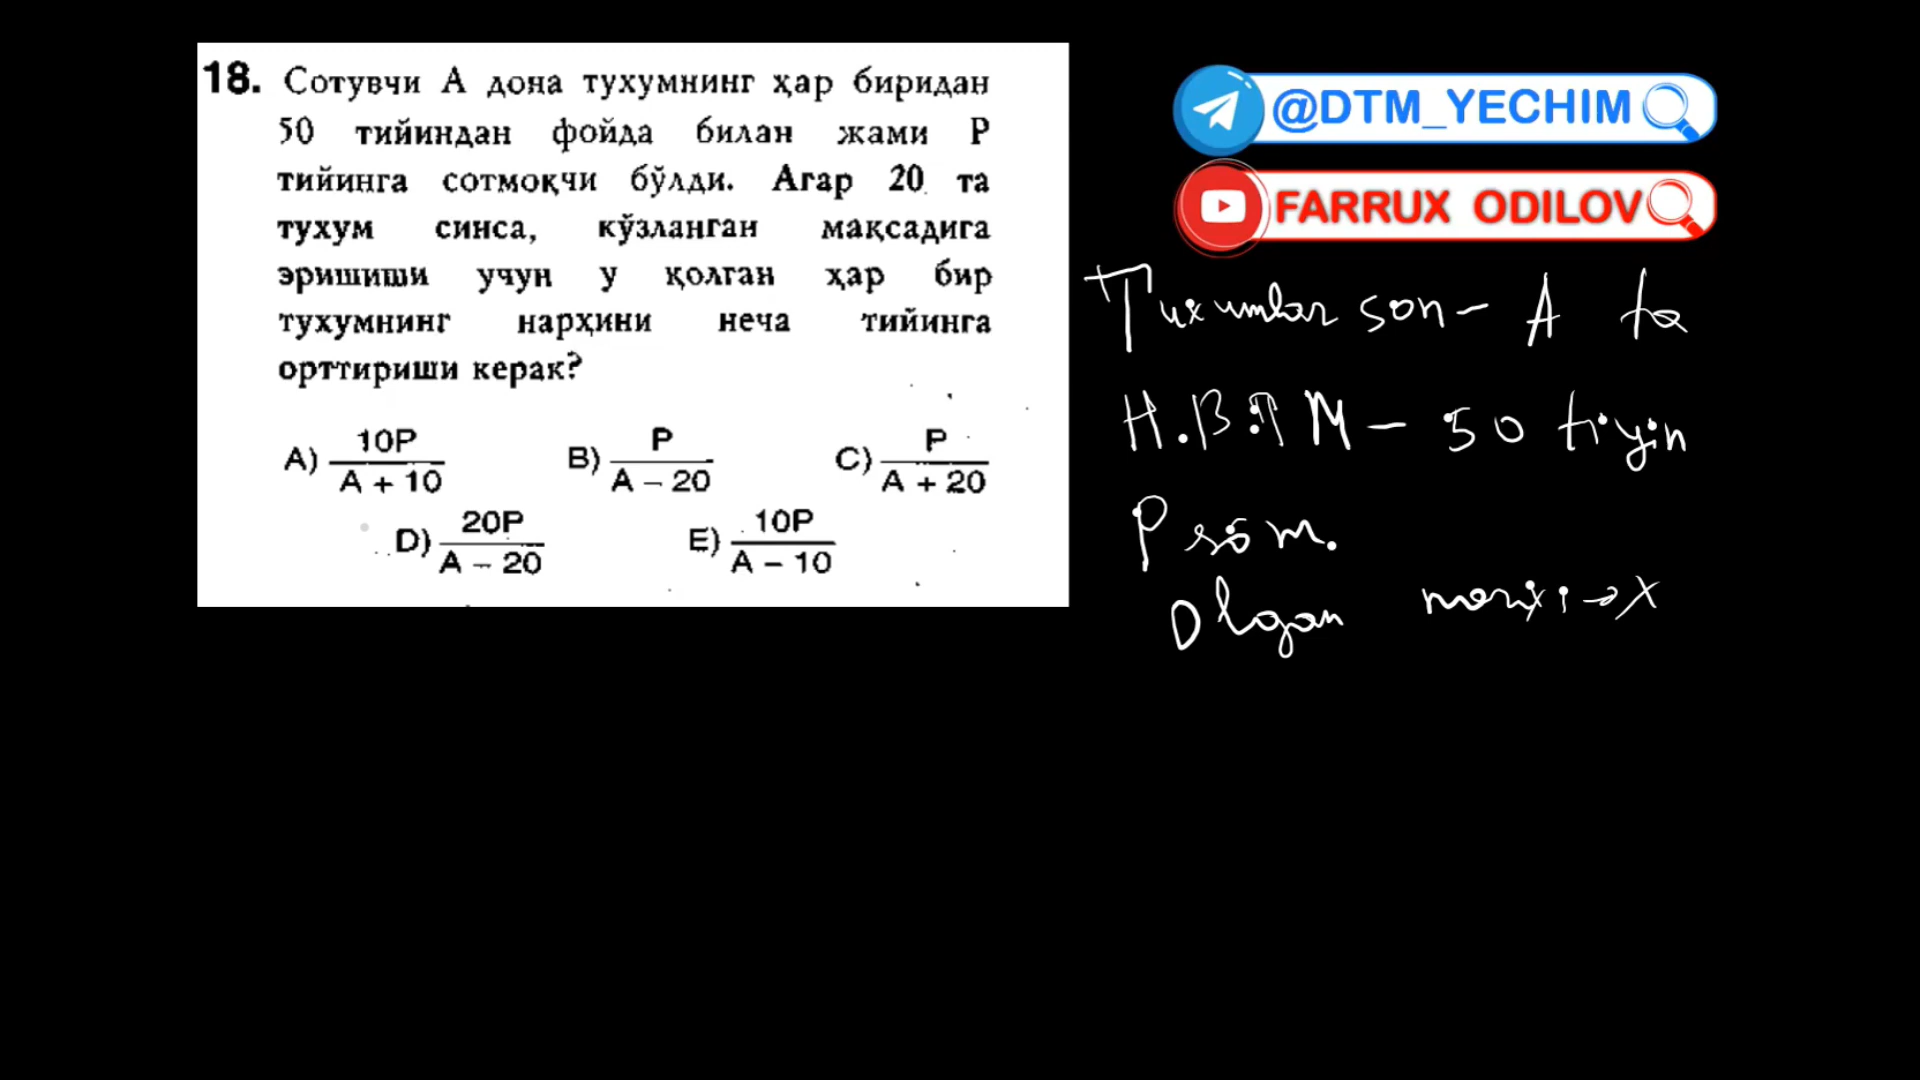 18. Сотувчи А дона тухумнинг ҳар биридан
50 тийиндан фойда билан жами Р
тийинга сотмоқчи бўлди. Агар 20 та
тухум синса, кўзланган мақсадига
эришиши учун у қолган ҳар бир
тухумнинг нарҳини неча тийинга
орттириши керак?
A) 10P / A + 10 B) P / A − 20 C) P / A + 20
D) 20P / A − 20 E) 10P / A − 10
@DTM_YECHIM
FARRUX ODILOV
Tuxumlar son - A ta
H.B.T M - 50 tiyin
P söm.
Olgan narxi → x